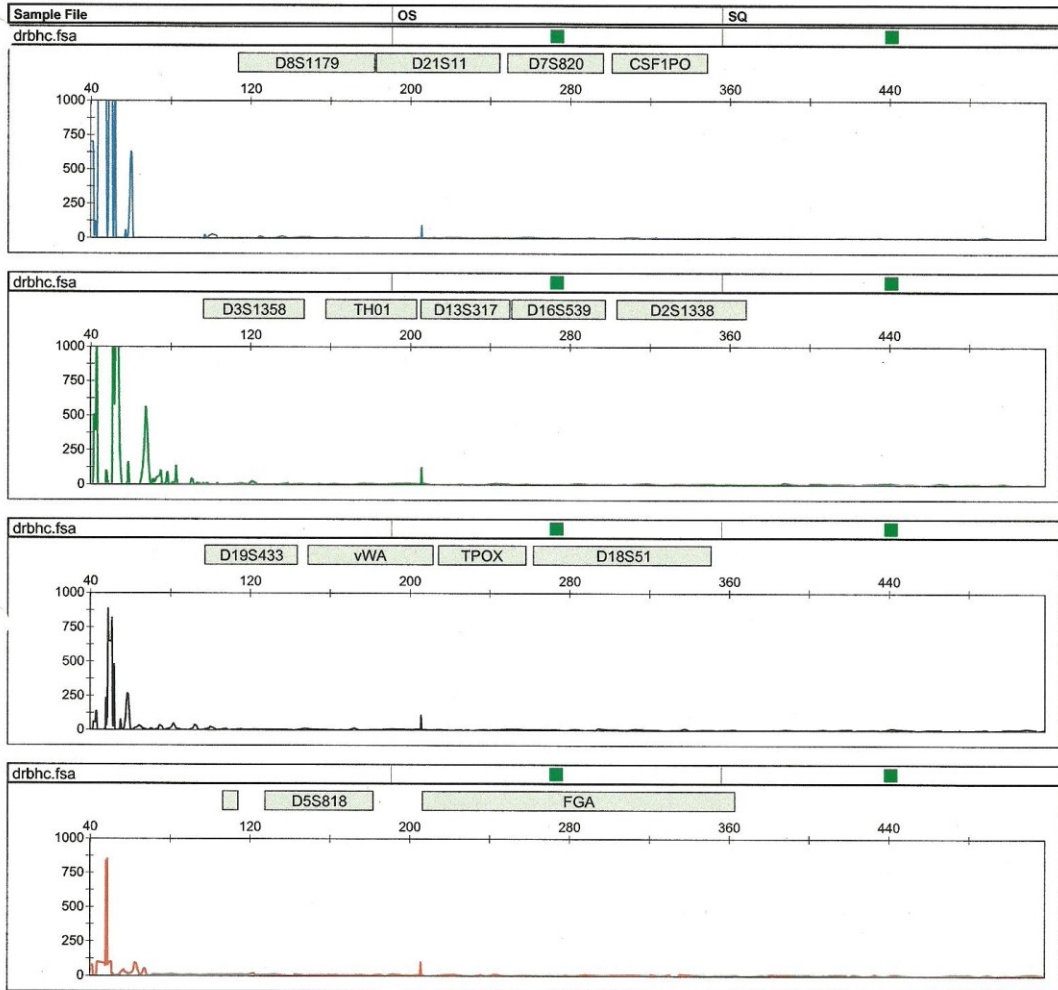 Sample File OS SQ
drbhc.fsa
D8S1179 D21S11 D7S820 CSF1PO
40 120 200 280 360 440
1000
750
500
250
0
drbhc.fsa
D3S1358 TH01 D13S317 D16S539 D2S1338
40 120 200 280 360 440
1000
750
500
250
0
drbhc.fsa
D19S433 vWA TPOX D18S51
40 120 200 280 360 440
1000
750
500
250
0
drbhc.fsa
D5S818 FGA
40 120 200 280 360 440
1000
750
500
250
0